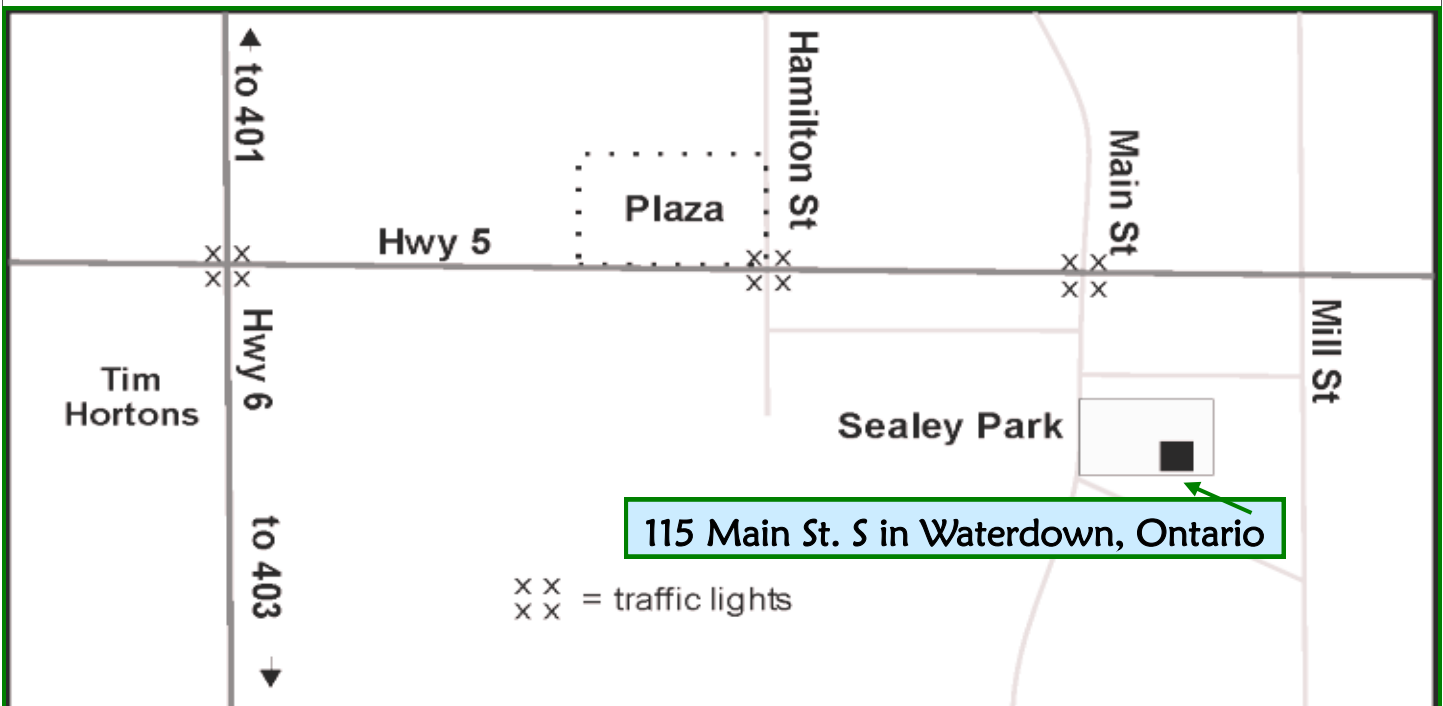 to 401
Hamilton St
Main St
Plaza
Hwy 5
x x
x x
x x
x x
x x
x x
Hwy 6
Mill St
Tim
Hortons
Sealey Park
115 Main St. S in Waterdown, Ontario
to 403
x x
x x = traffic lights